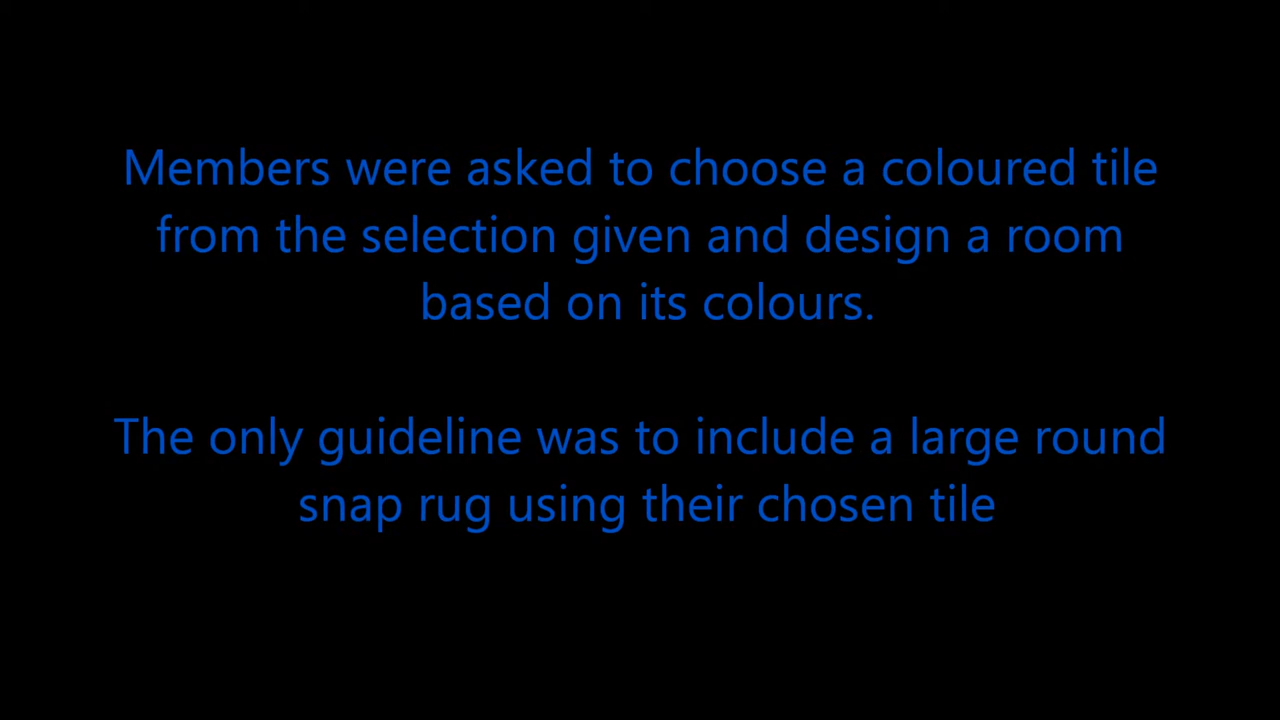 Members were asked to choose a coloured tile
from the selection given and design a room
based on its colours.
The only guideline was to include a large round
snap rug using their chosen tile